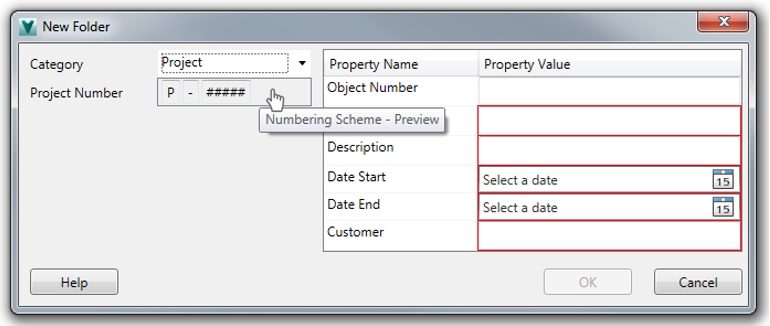 New Folder
Category
Project
Project Number
P - #####
Numbering Scheme - Preview
Property Name
Property Value
Object Number
Description
Date Start
Select a date
15
Date End
Select a date
15
Customer
Help
OK
Cancel